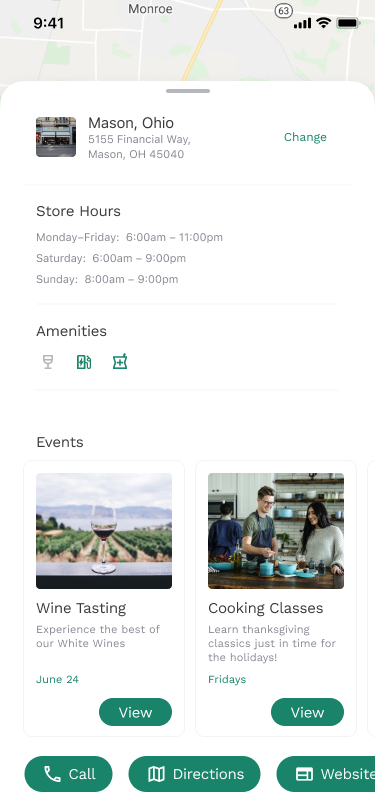 Monroe
63
9:41
Mason, Ohio
5155 Financial Way,
Mason, OH 45040
Change
Store Hours
Monday–Friday: 6:00am – 11:00pm
Saturday: 6:00am – 9:00pm
Sunday: 8:00am – 9:00pm
Amenities
Events
Wine Tasting
Experience the best of
our White Wines
June 24
View
Cooking Classes
Learn thanksgiving
classics just in time for
the holidays!
Fridays
View
Call
Directions
Website